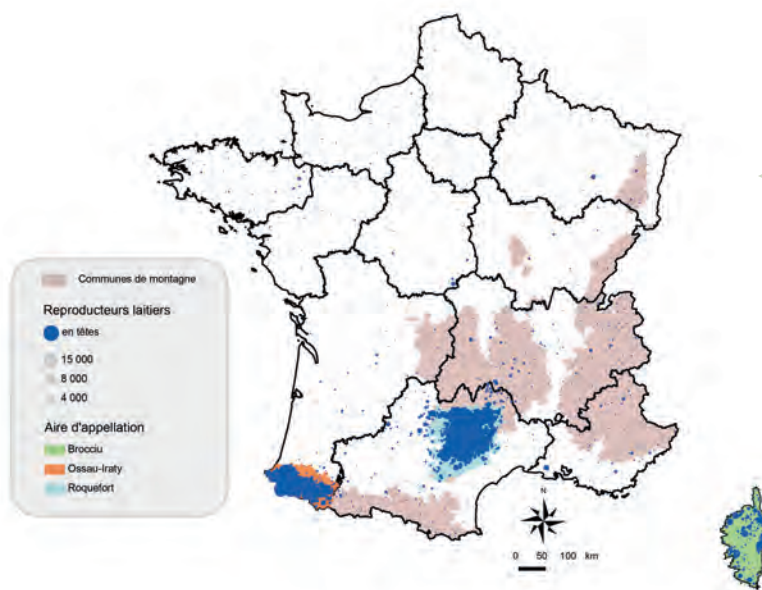 Communes de montagne
Reproducteurs laitiers
en têtes
15 000
8 000
4 000
Aire d'appellation
Brocciu
Ossau-Iraty
Roquefort
N
0 50 100 km